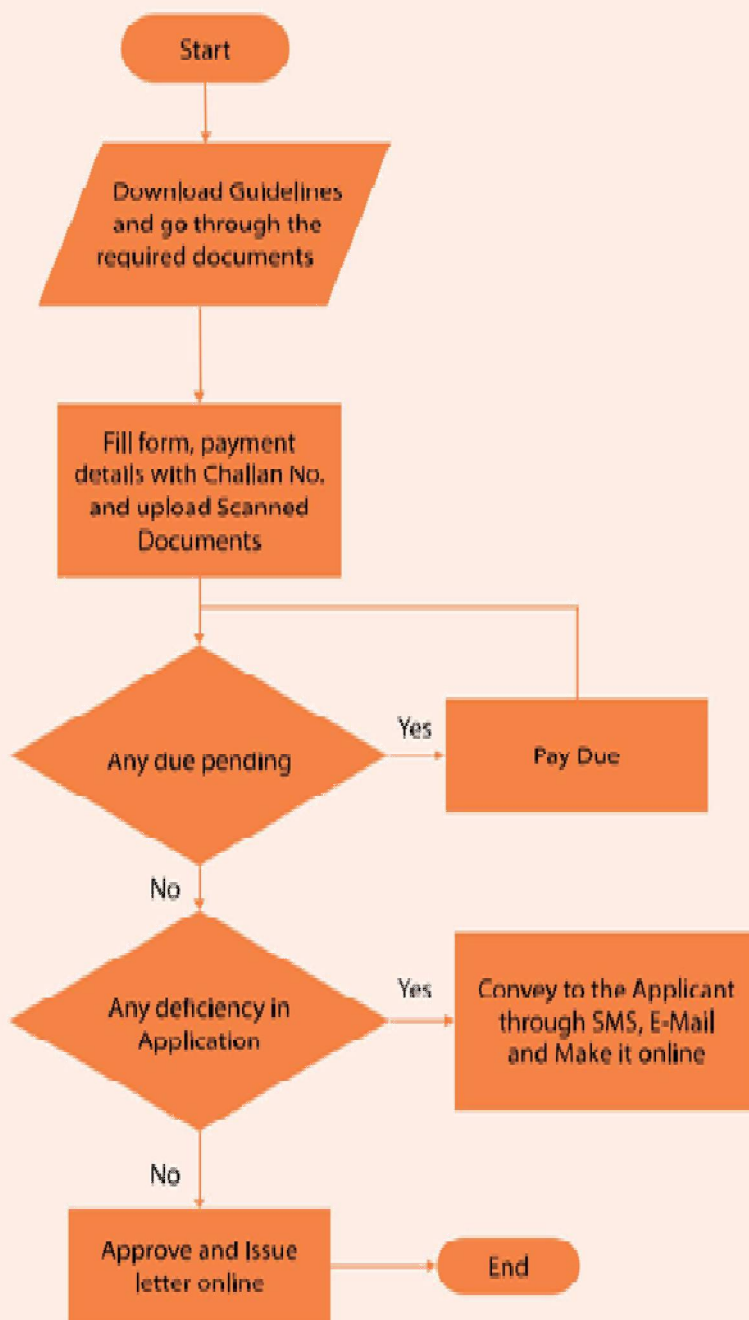 Start
Download Guidelines
and go through the
required documents
Fill form, payment
details with Challan No.
and upload Scanned
Documents
Any due pending
Yes
Pay Due
No
Any deficiency in
Application
Yes
Convey to the Applicant
through SMS, E-Mail
and Make it online
No
Approve and Issue
letter online
End